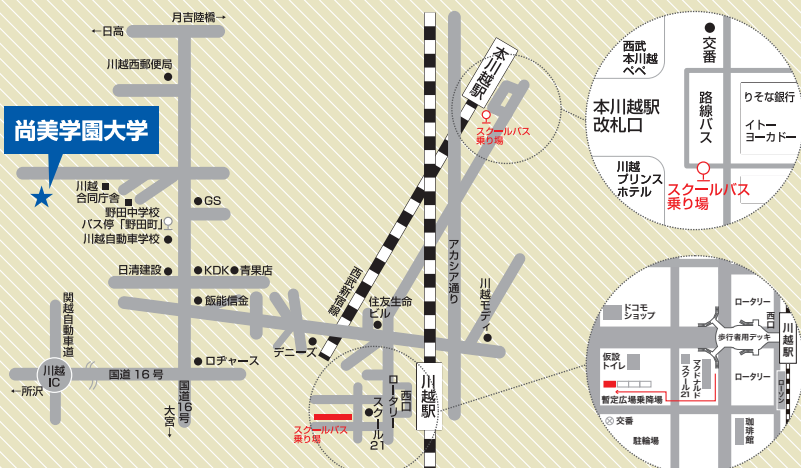 月吉陸橋→
←日高
川越西郵便局
尚美学園大学
川越
合同庁舎
野田中学校
バス停「野田町」
川越自動車学校
GS
日清建設
KDK
青果店
飯能信金
関越自動車道
川越
IC
←所沢
国道16号
ロヂャース
国道16号
大宮→
デニーズ
西武新宿線
住友生命
ビル
アカシア通り
川越モディ
本川越駅
スクールバス
乗り場
川越駅
西口
ロータリー
スクール21
スクールバス
乗り場
交番
西武
本川越
ペペ
本川越駅
改札口
路線バス
りそな銀行
イトー
ヨーカドー
川越
プリンス
ホテル
スクールバス
乗り場
ドコモ
ショップ
ロータリー
西口
川越駅
歩行者用デッキ
仮設
トイレ
スクール21
マクドナルド
ロータリー
ローソン
暫定広場乗降場
交番
駐輪場
珈琲館